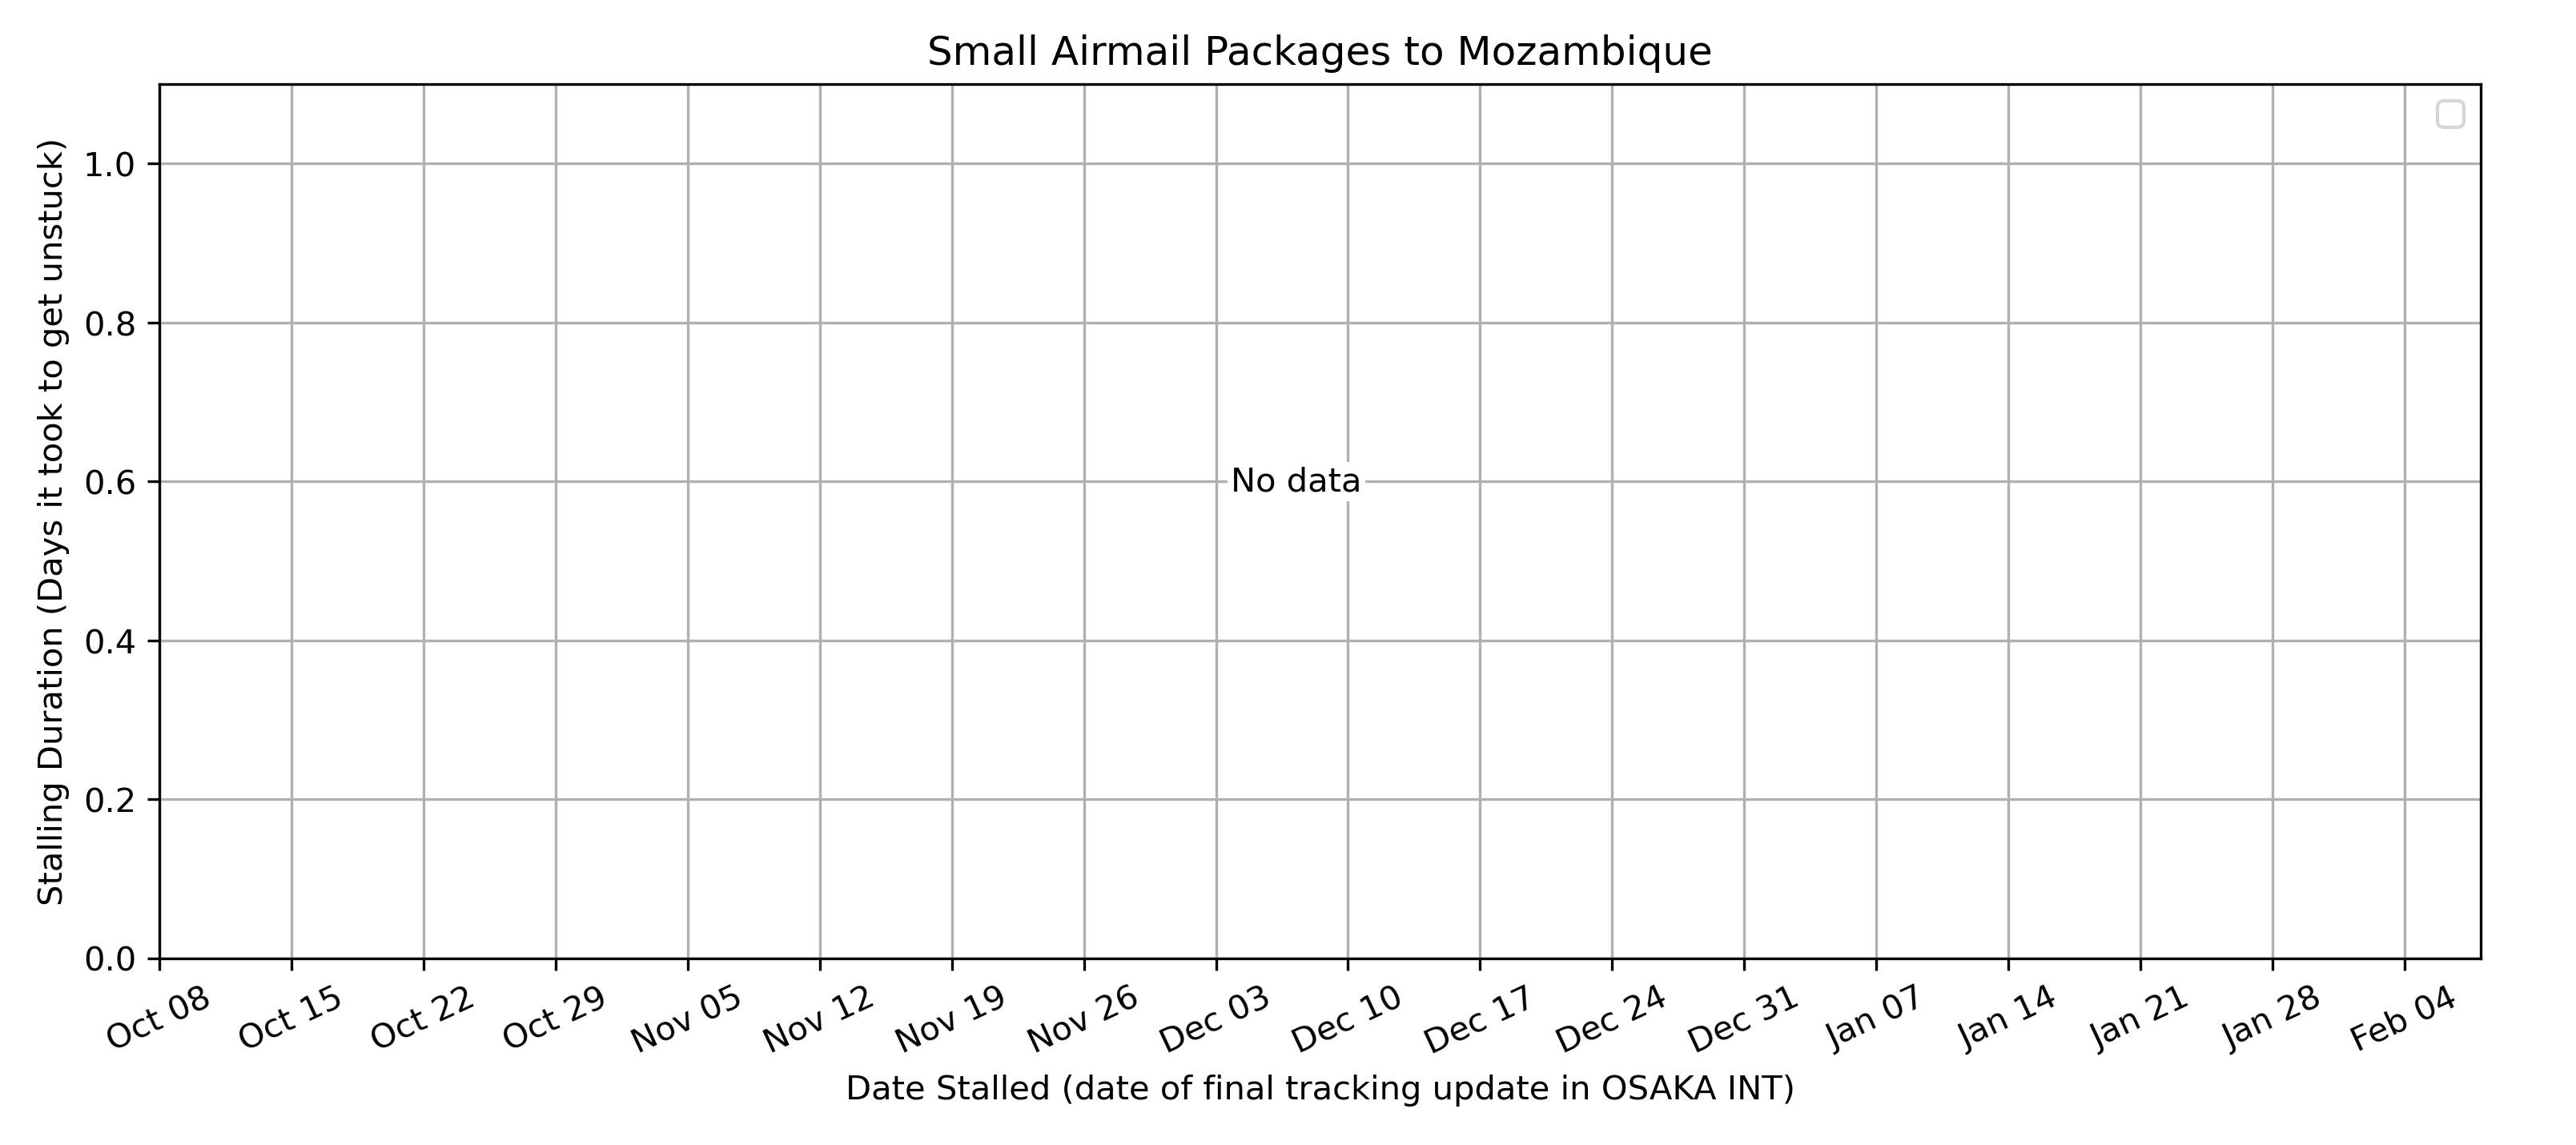 Small Airmail Packages to Mozambique
Stalling Duration (Days it took to get unstuck)
1.0
0.8
0.6
0.4
0.2
0.0
No data
Oct 08
Oct 15
Oct 22
Oct 29
Nov 05
Nov 12
Nov 19
Nov 26
Dec 03
Dec 10
Dec 17
Dec 24
Dec 31
Jan 07
Jan 14
Jan 21
Jan 28
Feb 04
Date Stalled (date of final tracking update in OSAKA INT)